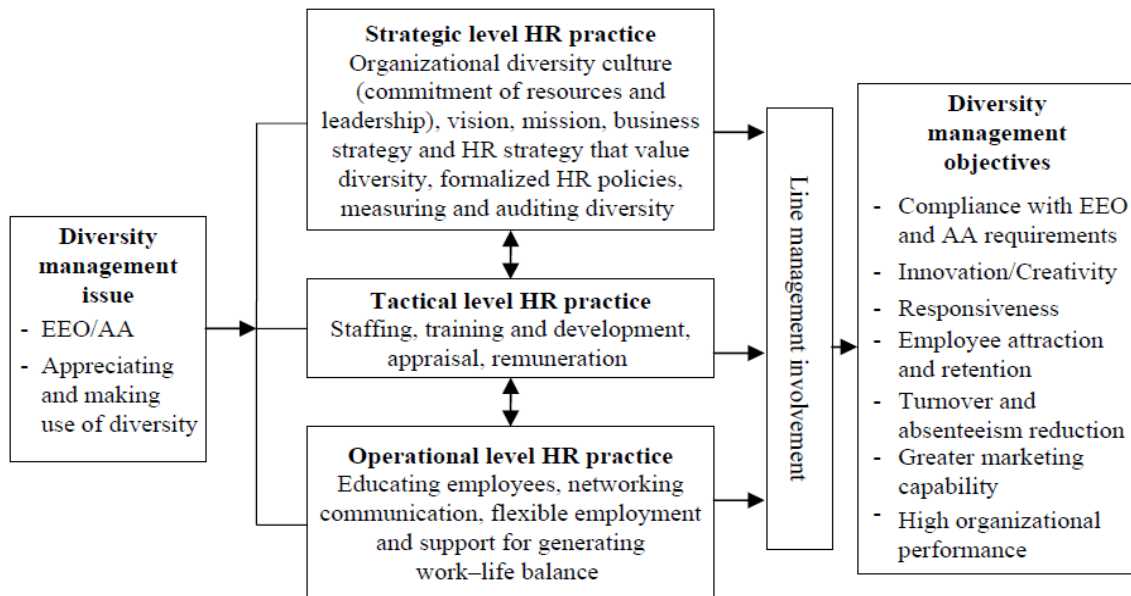 Diversity
management
issue
- EEO/AA
- Appreciating
and making
use of diversity
Strategic level HR practice
Organizational diversity culture
(commitment of resources and
leadership), vision, mission, business
strategy and HR strategy that value
diversity, formalized HR policies,
measuring and auditing diversity
Tactical level HR practice
Staffing, training and development,
appraisal, remuneration
Operational level HR practice
Educating employees, networking
communication, flexible employment
and support for generating
work–life balance
Line management involvement
Diversity
management
objectives
- Compliance with EEO
and AA requirements
- Innovation/Creativity
- Responsiveness
- Employee attraction
and retention
- Turnover and
absenteeism reduction
- Greater marketing
capability
- High organizational
performance